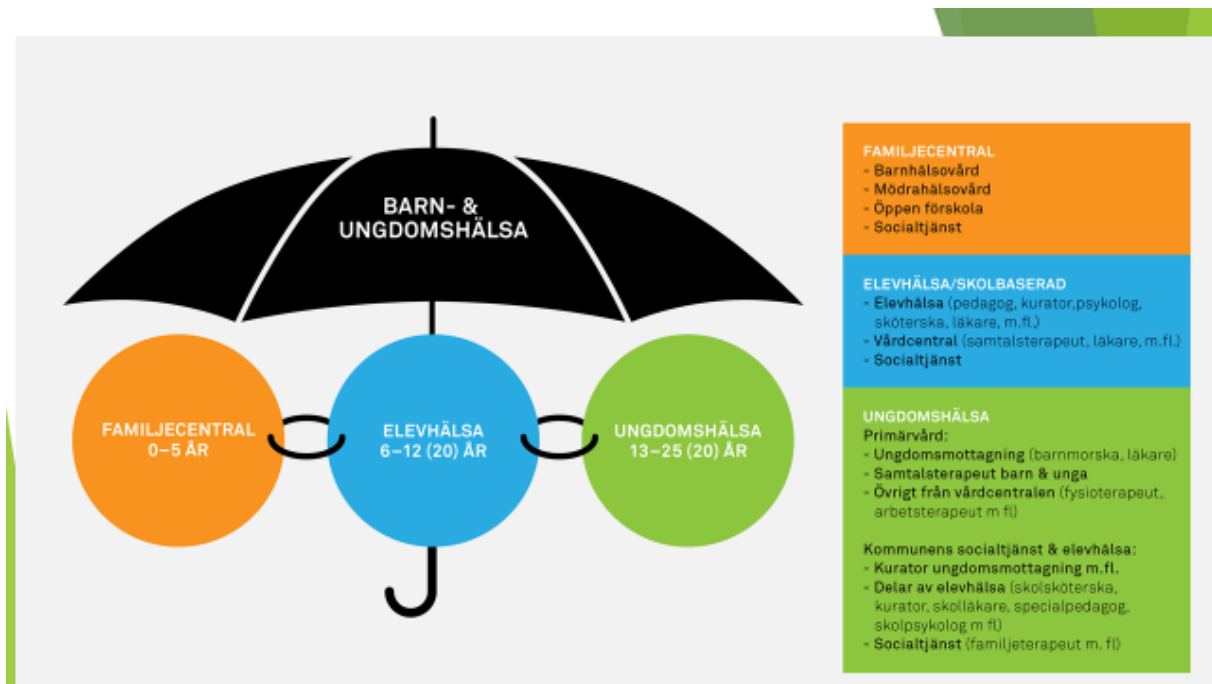 BARN- &
UNGDOMSHÄLSA
FAMILJECENTRAL
0–5 ÅR
ELEVHÄLSA
6–12 (20) ÅR
UNGDOMSHÄLSA
13–25 (20) ÅR
FAMILJECENTRAL
- Barnhälsovård
- Mödrahälsovård
- Öppen förskola
- Socialtjänst
ELEVHÄLSA/SKOLBASERAD
- Elevhälsa (pedagog, kurator,psykolog,
sköterska, läkare, m.fl.)
- Vårdcentral (samtalsterapeut, läkare, m.fl.)
- Socialtjänst
UNGDOMSHÄLSA
Primärvård:
- Ungdomsmottagning (barnmorska, läkare)
- Samtalsterapeut barn & unga
- Övrigt från vårdcentralen (fysioterapeut,
arbetsterapeut m fl)
Kommunens socialtjänst & elevhälsa:
- Kurator ungdomsmottagning m.fl.
- Delar av elevhälsa (skolsköterska,
kurator, skolläkare, specialpedagog,
skolpsykolog m fl)
- Socialtjänst (familjeterapeut m. fl)